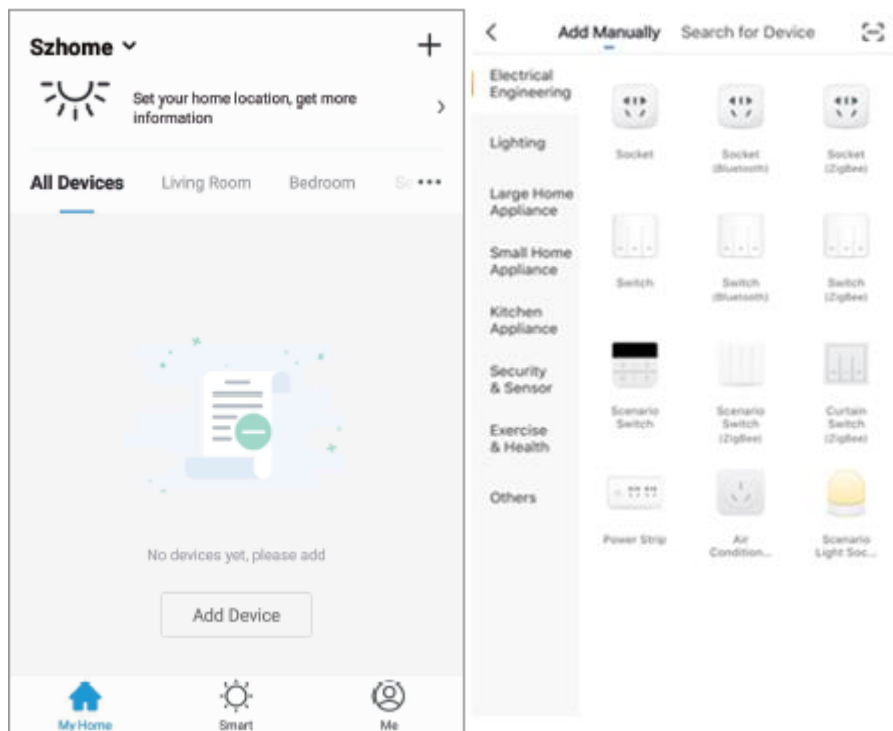 Szhome
Set your home location, get more
information
All Devices
Living Room
Bedroom
No devices yet, please add
Add Device
My Home
Smart
Me
Add Manually
Search for Device
Electrical
Engineering
Lighting
Large Home
Appliance
Small Home
Appliance
Kitchen
Appliance
Security
& Sensor
Exercise
& Health
Others
Socket
Socket
(Bluetooth)
Socket
(ZigBee)
Switch
Switch
(Bluetooth)
Switch
(ZigBee)
Scenario
Switch
Scenario
Switch
(ZigBee)
Curtain
Switch
(ZigBee)
Power Strip
Air
Condition...
Scenario
Light Soc...